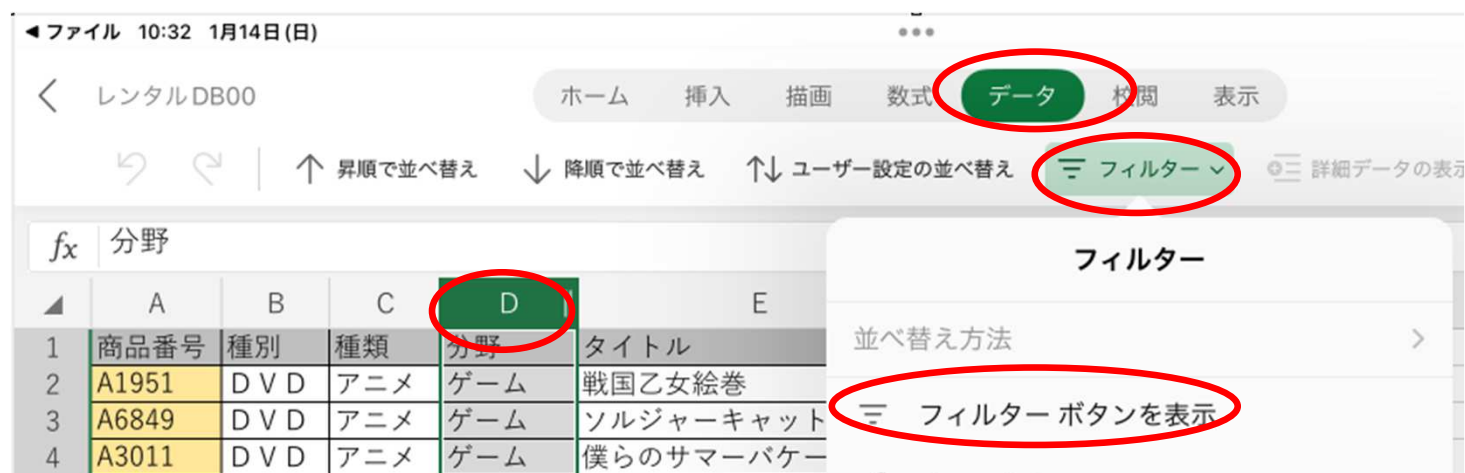 ◀ファイル 10:32 1月14日(日)
レンタルDB00
ホーム 挿入 描画 数式 データ 校閲 表示
昇順で並べ替え 降順で並べ替え ユーザー設定の並べ替え フィルター 詳細データの表示
fx 分野
フィルター
A B C D E
並べ替え方法
1 商品番号 種別 種類 分野 タイトル
2 A1951 ＤＶＤ アニメ ゲーム 戦国乙女絵巻
フィルター ボタンを表示
3 A6849 ＤＶＤ アニメ ゲーム ソルジャーキャット
4 A3011 ＤＶＤ アニメ ゲーム 僕らのサマーバケー